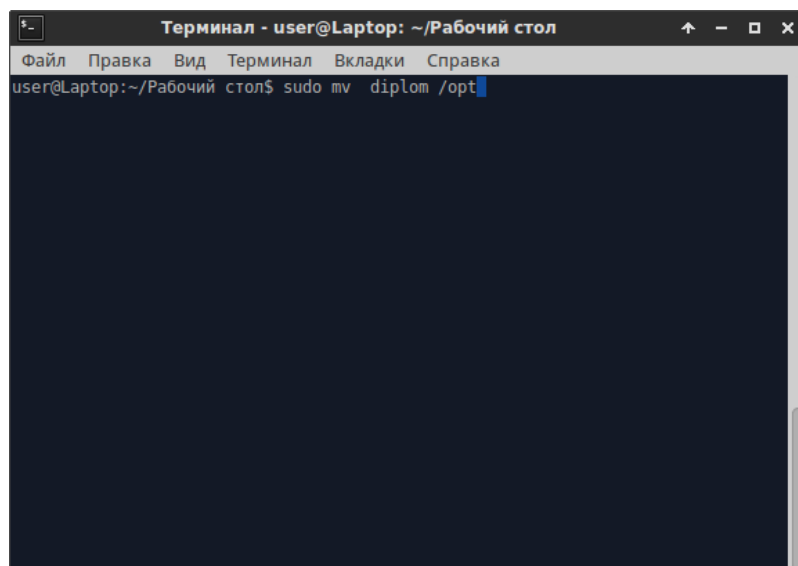 Терминал - user@Laptop: ~/Рабочий стол
Файл Правка Вид Терминал Вкладки Справка
user@Laptop:~/Рабочий стол$ sudo mv  diplom /opt